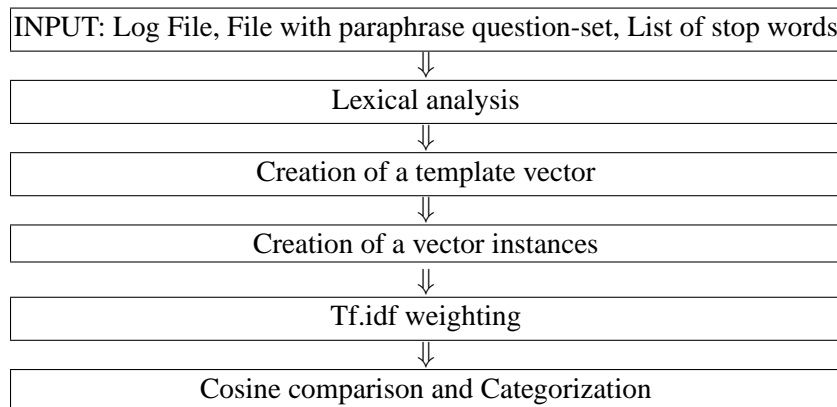 INPUT: Log File, File with paraphrase question-set, List of stop words
⇓
Lexical analysis
⇓
Creation of a template vector
⇓
Creation of a vector instances
⇓
Tf.idf weighting
⇓
Cosine comparison and Categorization